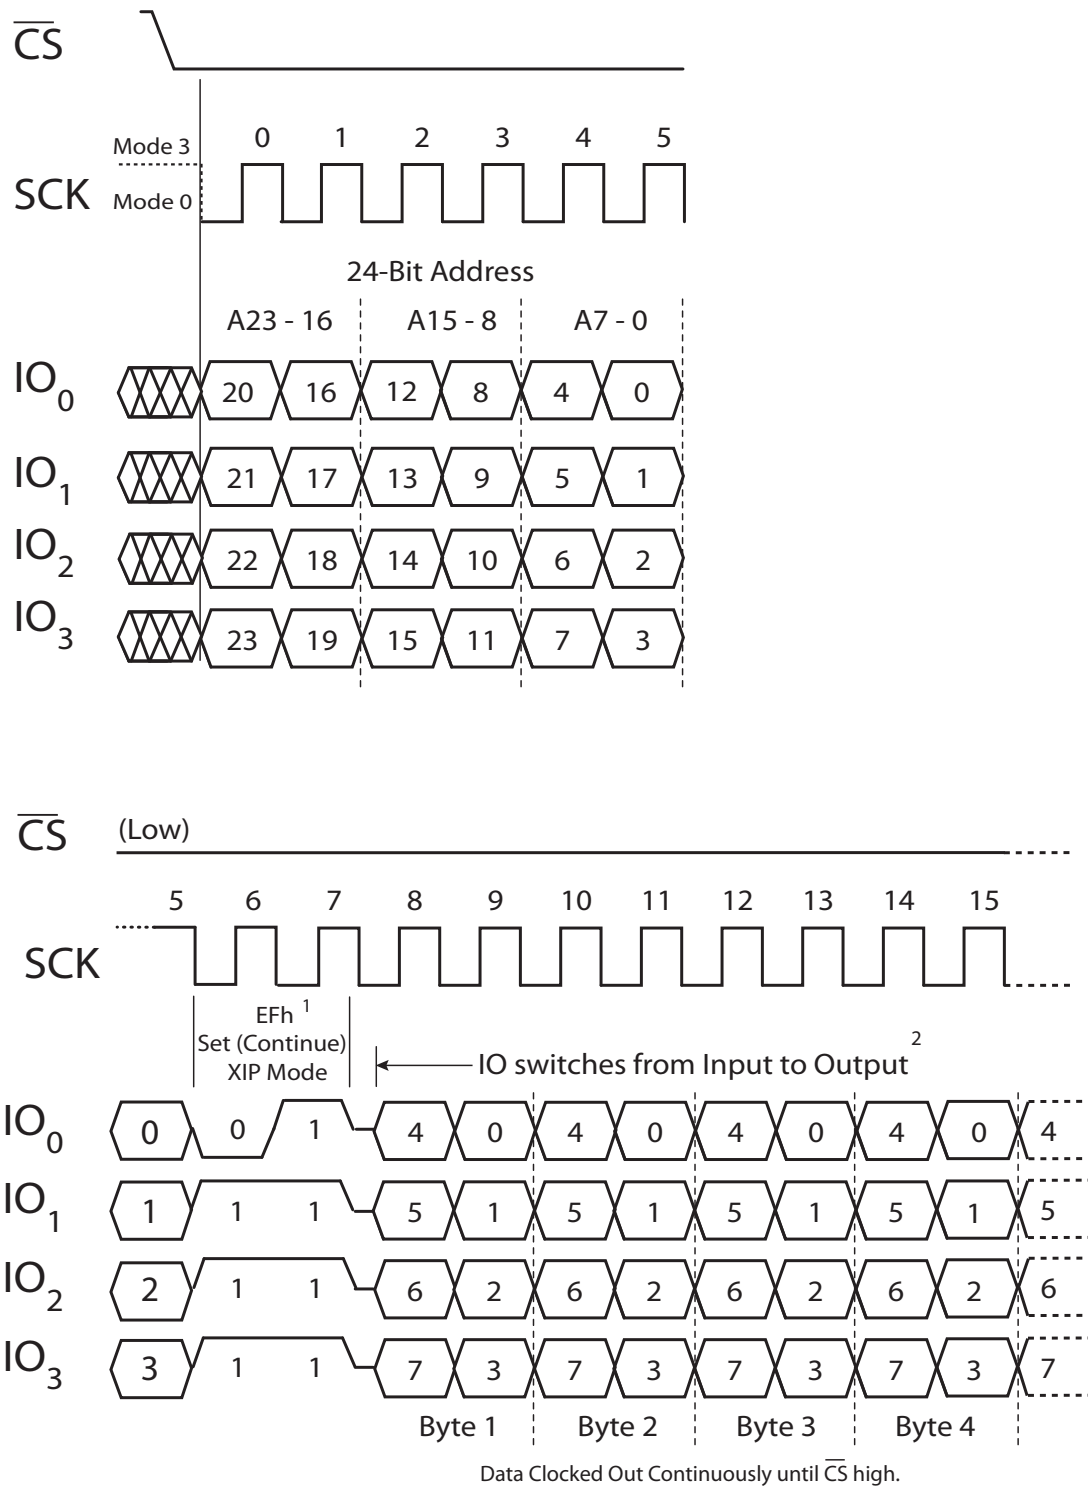 CS
Mode 3
0 1 2 3 4 5
SCK Mode 0
24-Bit Address
A23 - 16 A15 - 8 A7 - 0
IO0 20 16 12 8 4 0
IO1 21 17 13 9 5 1
IO2 22 18 14 10 6 2
IO3 23 19 15 11 7 3
CS (Low)
5 6 7 8 9 10 11 12 13 14 15
SCK
EFh 1
Set (Continue)
XIP Mode
IO switches from Input to Output 2
IO0 0 0 1 4 0 4 0 4 0 4 0 4
IO1 1 1 1 5 1 5 1 5 1 5 1 5
IO2 2 1 1 6 2 6 2 6 2 6 2 6
IO3 3 1 1 7 3 7 3 7 3 7 3 7
Byte 1 Byte 2 Byte 3 Byte 4
Data Clocked Out Continuously until CS high.